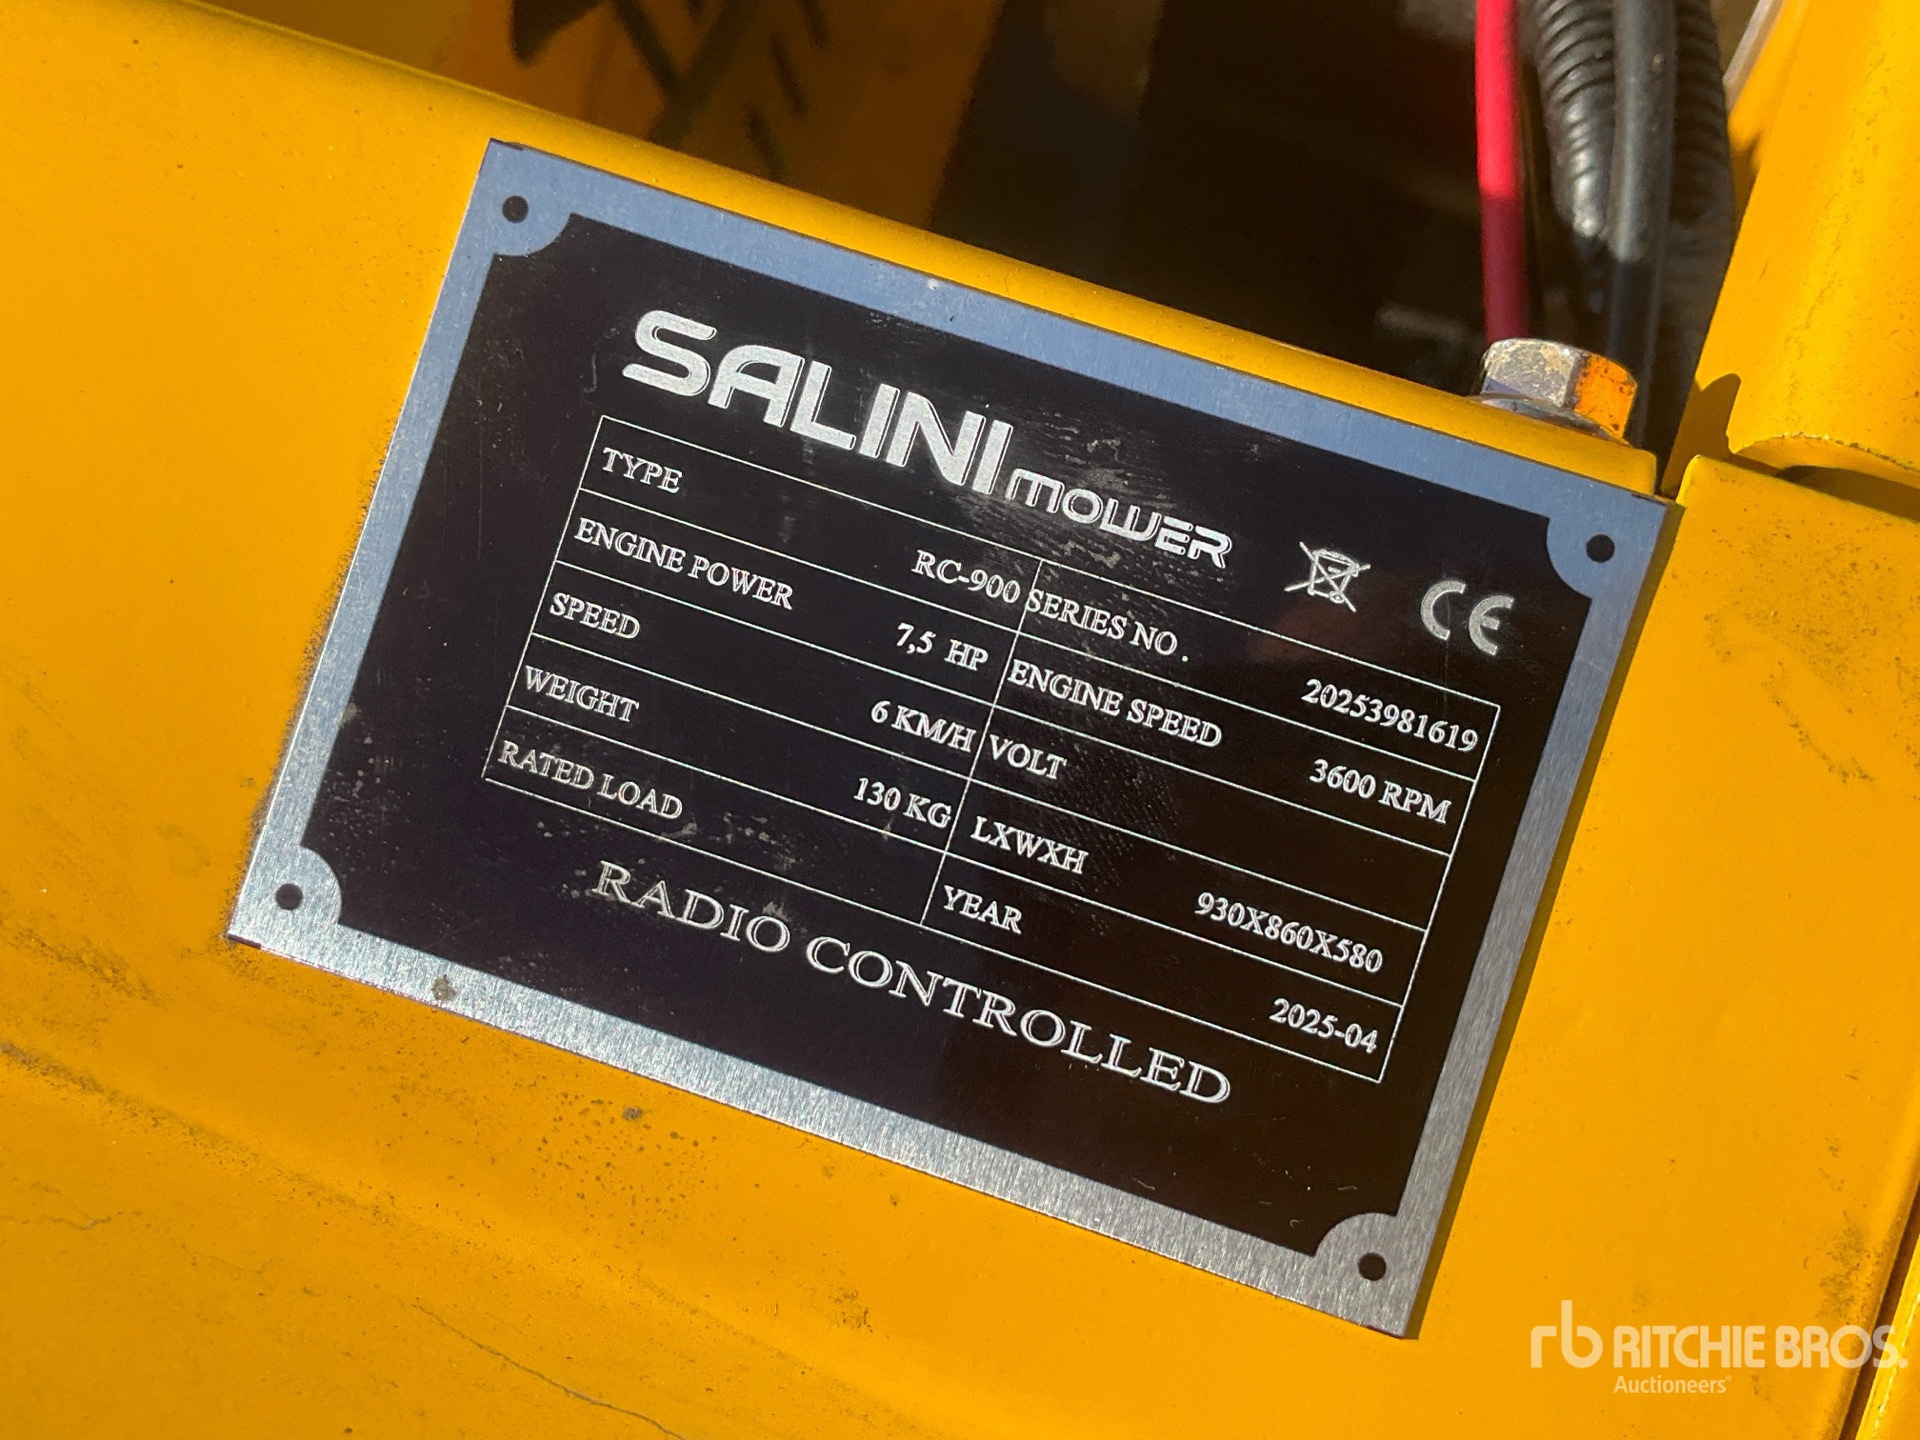 SALINI MOWER
CE
TYPE RC-900 SERIES NO. 20253981619
ENGINE POWER 7,5 HP ENGINE SPEED 3600 RPM
SPEED 6 KM/H VOLT
WEIGHT 130 KG LXWXH 930X860X580
RATED LOAD YEAR 2025-04
RADIO CONTROLLED
rb RITCHIE BROS.
Auctioneers